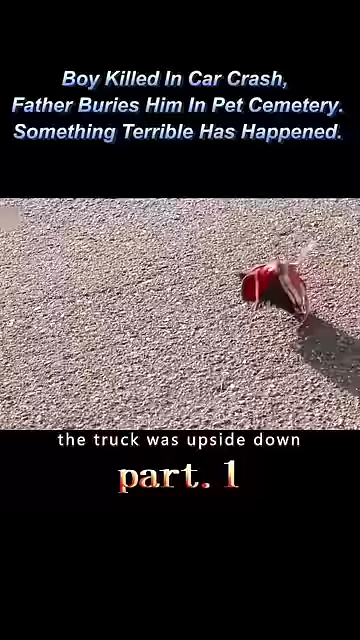 Boy Killed In Car Crash,
Father Buries Him In Pet Cemetery.
Something Terrible Has Happened.
the truck was upside down
part.1